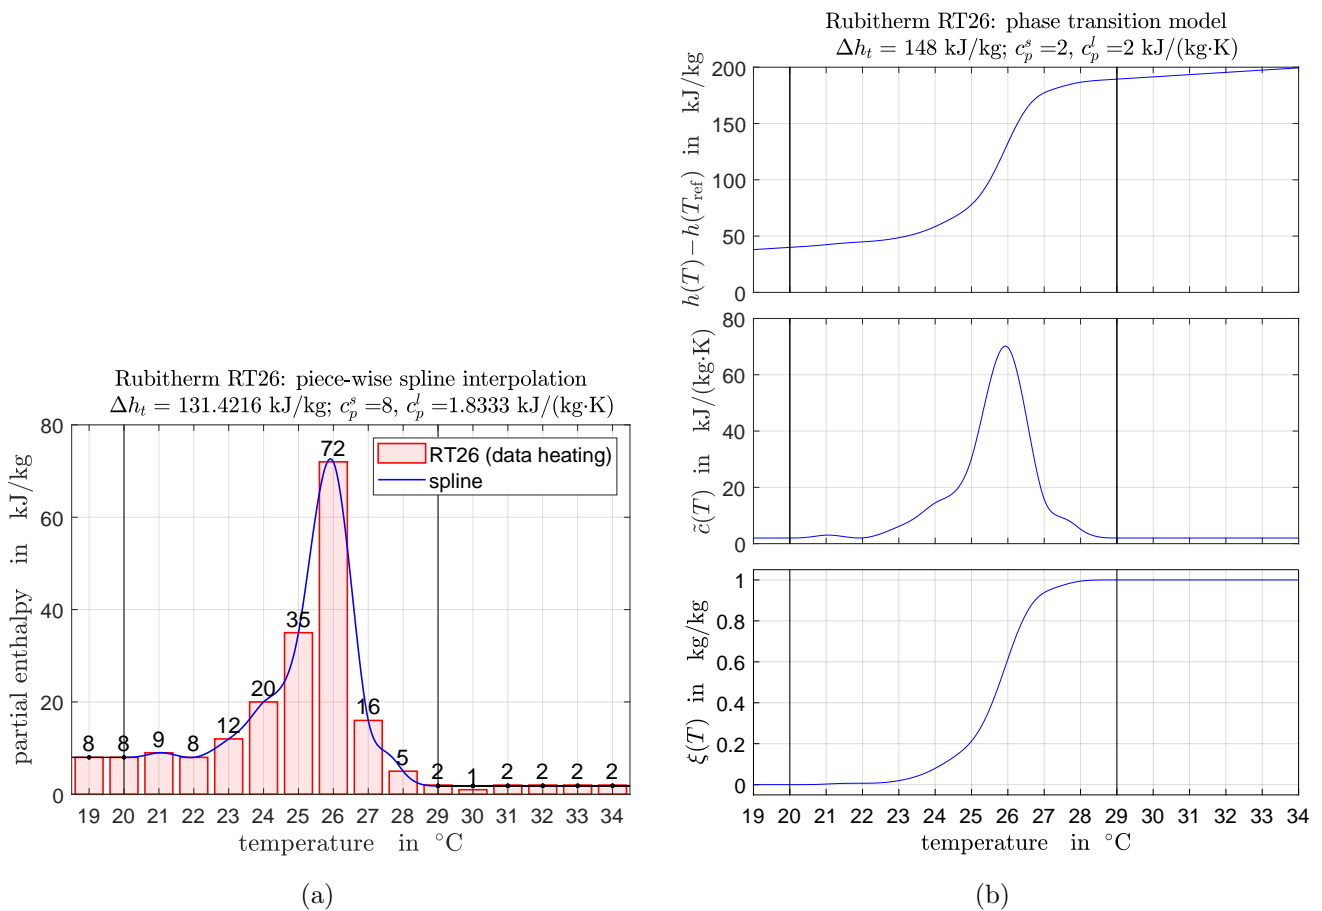 Rubitherm RT26: piece-wise spline interpolation
Δhₜ = 131.4216 kJ/kg; cₚˢ =8, cₚˡ =1.8333 kJ/(kg·K)
partial enthalpy in kJ/kg
80
60
40
20
0
RT26 (data heating)
spline
8 8 9 8 12 20 35 72 16 5 2 1 2 2 2 2
19 20 21 22 23 24 25 26 27 28 29 30 31 32 33 34
temperature in °C
(a)
Rubitherm RT26: phase transition model
Δhₜ = 148 kJ/kg; cₚˢ =2, cₚˡ =2 kJ/(kg·K)
h(T)−h(T_ref) in kJ/kg
200
150
100
50
0
c̃(T) in kJ/(kg·K)
80
60
40
20
0
ξ(T) in kg/kg
1
0.8
0.6
0.4
0.2
0
19 20 21 22 23 24 25 26 27 28 29 30 31 32 33 34
temperature in °C
(b)